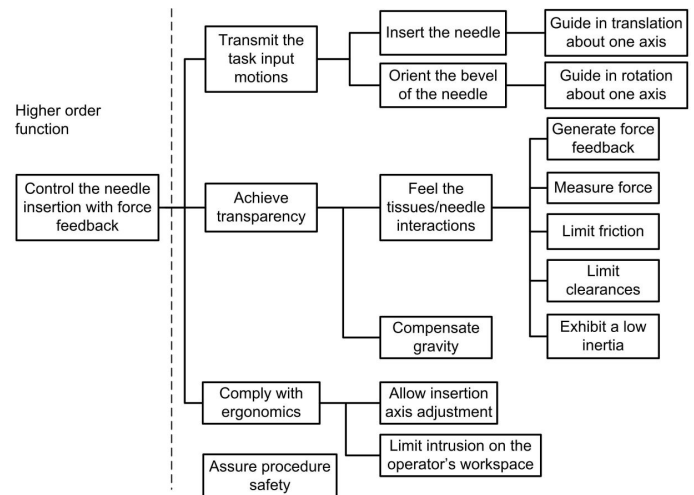 Higher order
function
Control the needle
insertion with force
feedback
Transmit the
task input
motions
Insert the needle
Guide in translation
about one axis
Orient the bevel
of the needle
Guide in rotation
about one axis
Achieve
transparency
Feel the
tissues/needle
interactions
Generate force
feedback
Measure force
Limit friction
Limit
clearances
Exhibit a low
inertia
Compensate
gravity
Comply with
ergonomics
Allow insertion
axis adjustment
Limit intrusion on the
operator's workspace
Assure procedure
safety